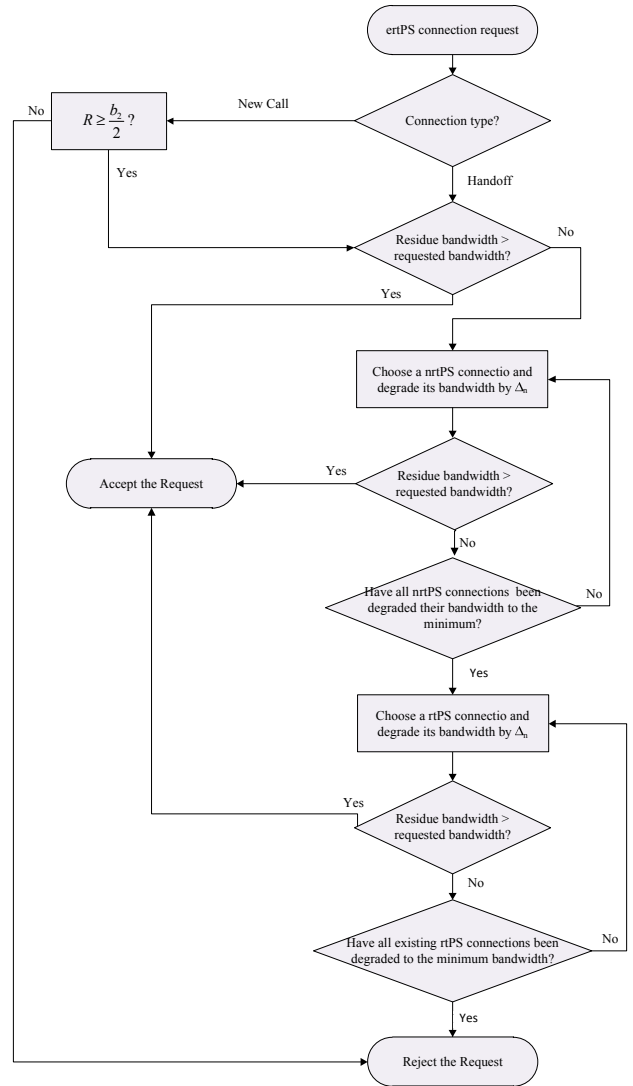 ertPS connection request
Connection type?
New Call
No
R ≥ b₂/2 ?
Yes
Handoff
Residue bandwidth >
requested bandwidth?
No
Yes
Choose a nrtPS connectio and
degrade its bandwidth by Δₙ
Residue bandwidth >
requested bandwidth?
Yes
Accept the Request
No
Have all nrtPS connections been
degraded their bandwidth to the
minimum?
No
Yes
Choose a rtPS connectio and
degrade its bandwidth by Δₙ
Residue bandwidth >
requested bandwidth?
Yes
No
Have all existing rtPS connections been
degraded to the minimum bandwidth?
No
Yes
Reject the Request